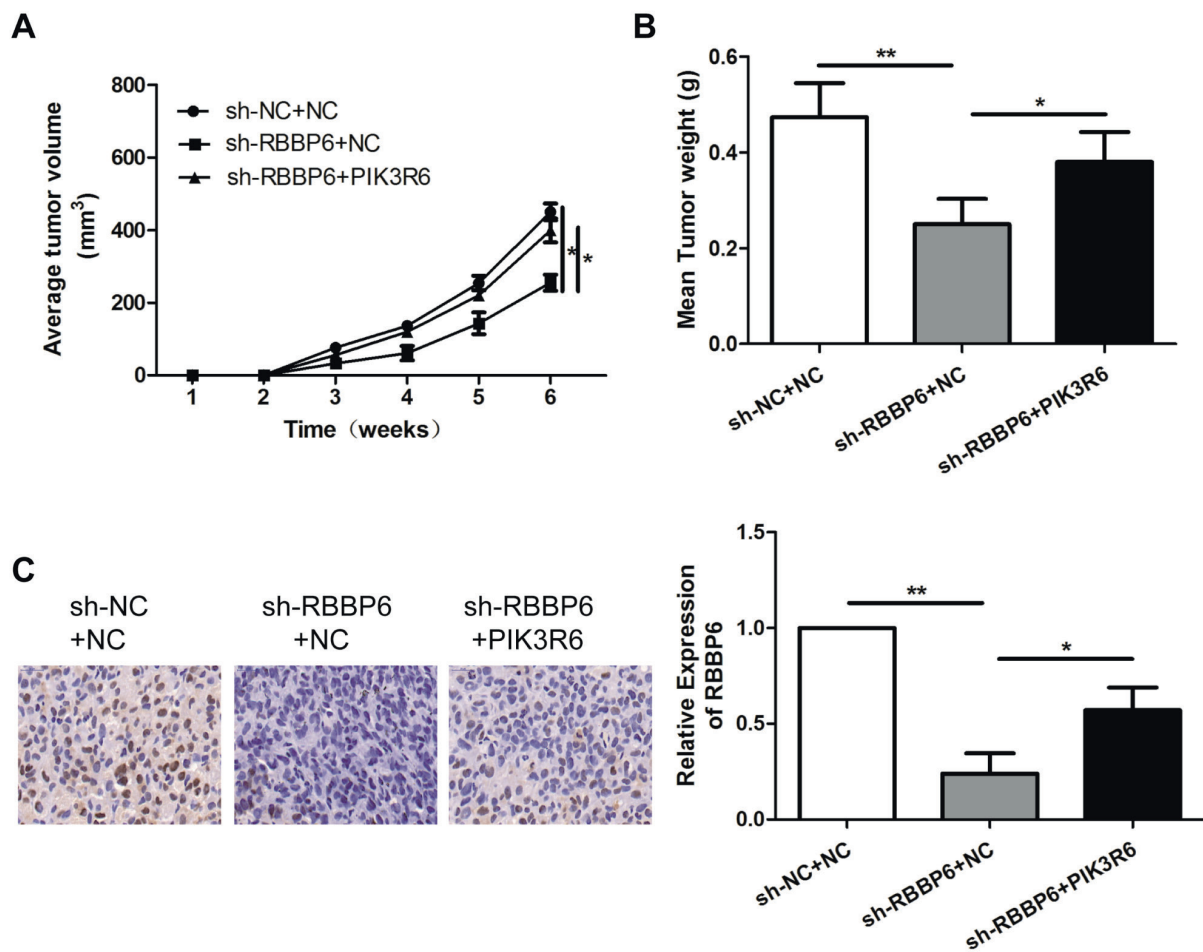 A
Average tumor volume
(mm3)
800
600
400
200
0
sh-NC+NC
sh-RBBP6+NC
sh-RBBP6+PIK3R6
*
*
1 2 3 4 5 6
Time（weeks）
B
Mean Tumor weight (g)
0.6
0.4
0.2
0.0
**
*
sh-NC+NC
sh-RBBP6+NC
sh-RBBP6+PIK3R6
C
sh-NC
+NC
sh-RBBP6
+NC
sh-RBBP6
+PIK3R6
Relative Expression
of RBBP6
1.5
1.0
0.5
0.0
**
*
sh-NC+NC
sh-RBBP6+NC
sh-RBBP6+PIK3R6